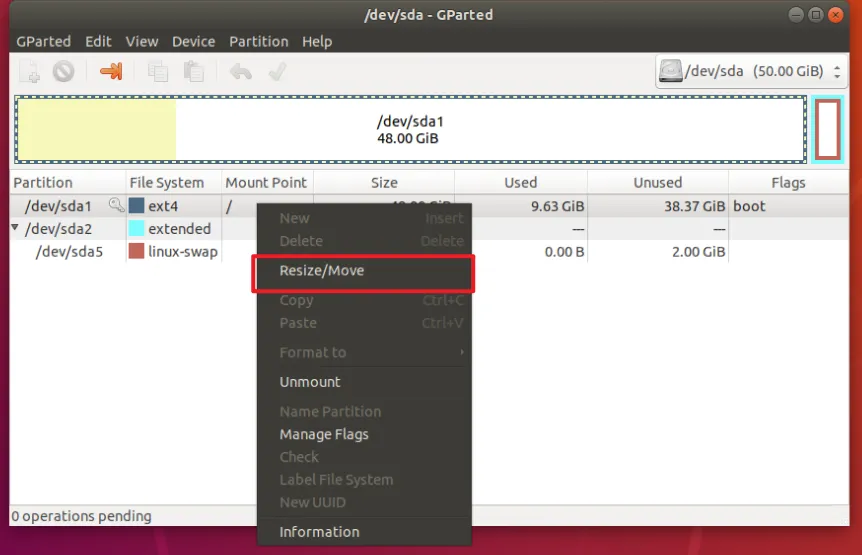 /dev/sda - GParted
GParted Edit View Device Partition Help
/dev/sda (50.00 GiB)
/dev/sda1
48.00 GiB
Partition File System Mount Point Size Used Unused Flags
/dev/sda1 ext4 / 48.00 GiB 9.63 GiB 38.37 GiB boot
/dev/sda2 extended --- ---
/dev/sda5 linux-swap 0.00 B 2.00 GiB
New Insert
Delete Delete
Resize/Move
Copy Ctrl+C
Paste Ctrl+V
Format to
Unmount
Name Partition
Manage Flags
Check
Label File System
New UUID
Information
0 operations pending